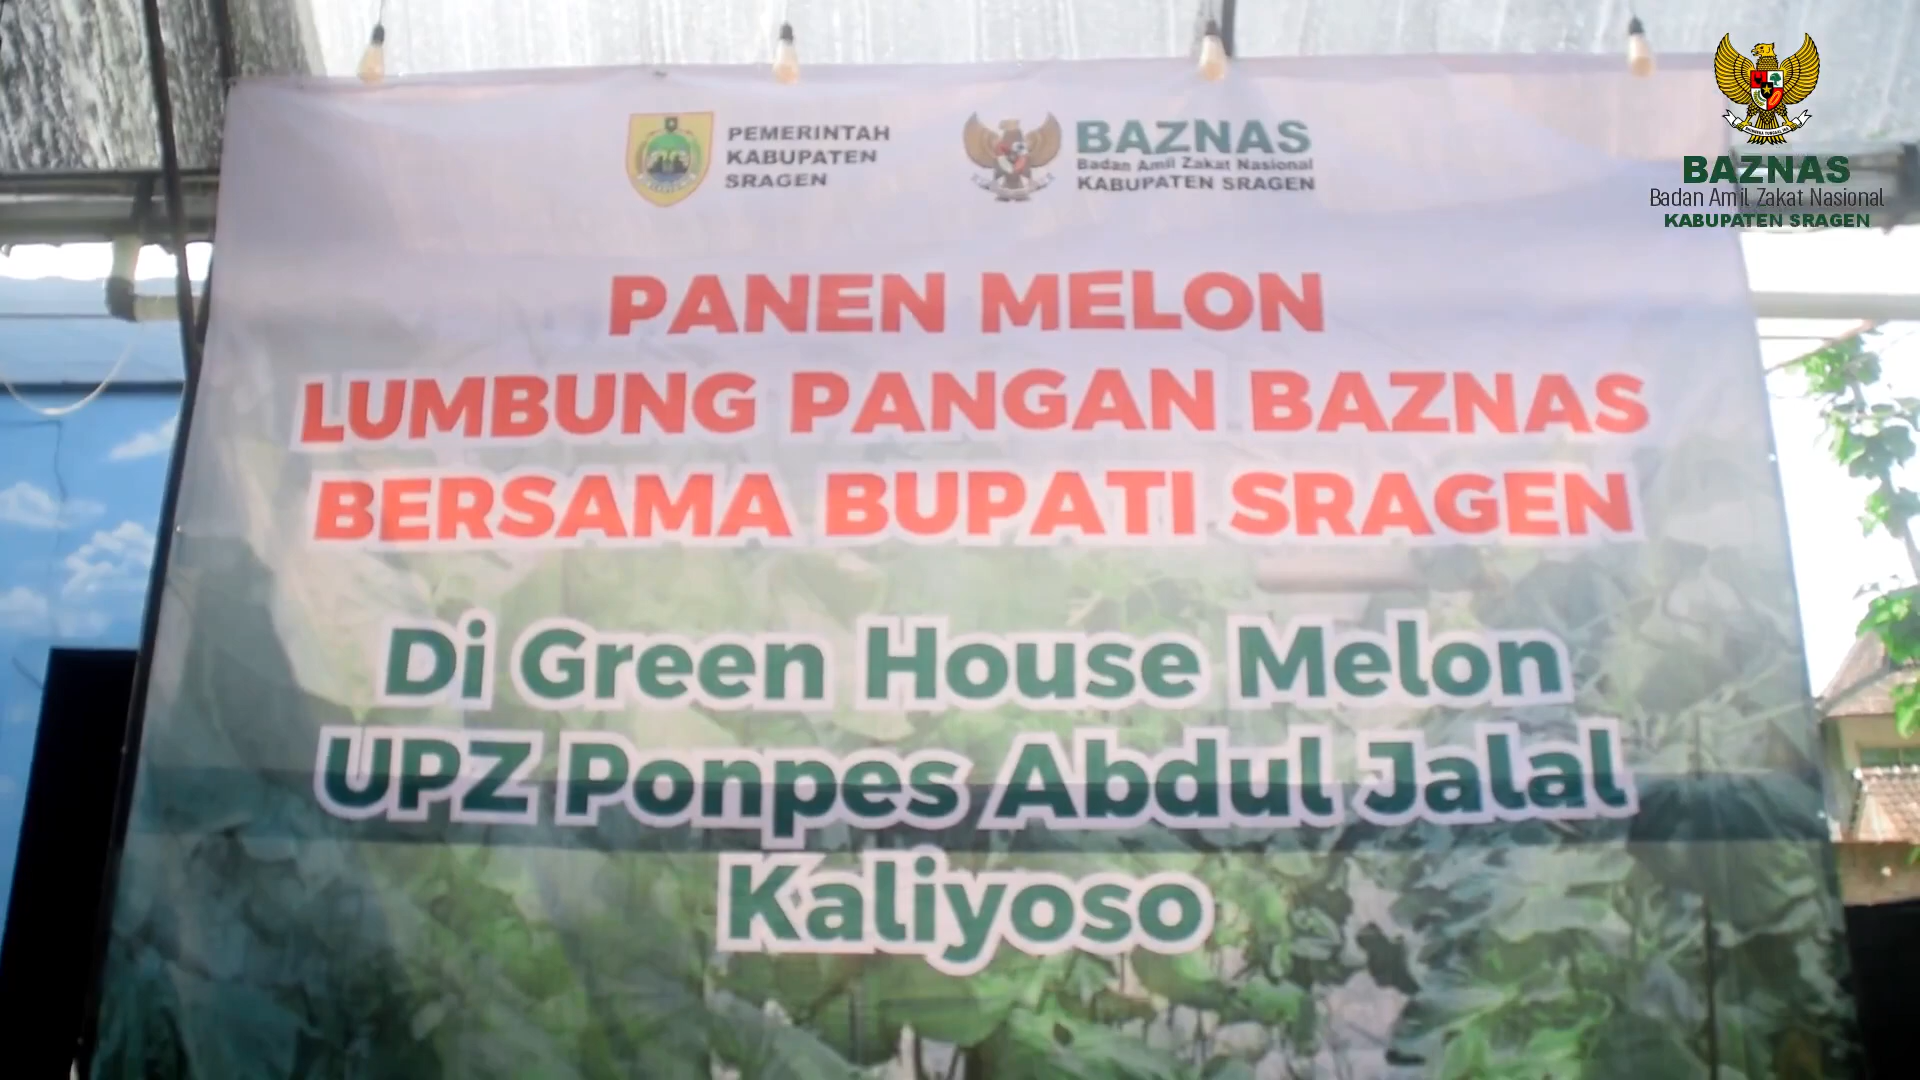 PEMERINTAH
KABUPATEN
SRAGEN
BAZNAS
Badan Amil Zakat Nasional
KABUPATEN SRAGEN
BAZNAS
Badan Amil Zakat Nasional
KABUPATEN SRAGEN
PANEN MELON
LUMBUNG PANGAN BAZNAS
BERSAMA BUPATI SRAGEN
Di Green House Melon
UPZ Ponpes Abdul Jalal
Kaliyoso